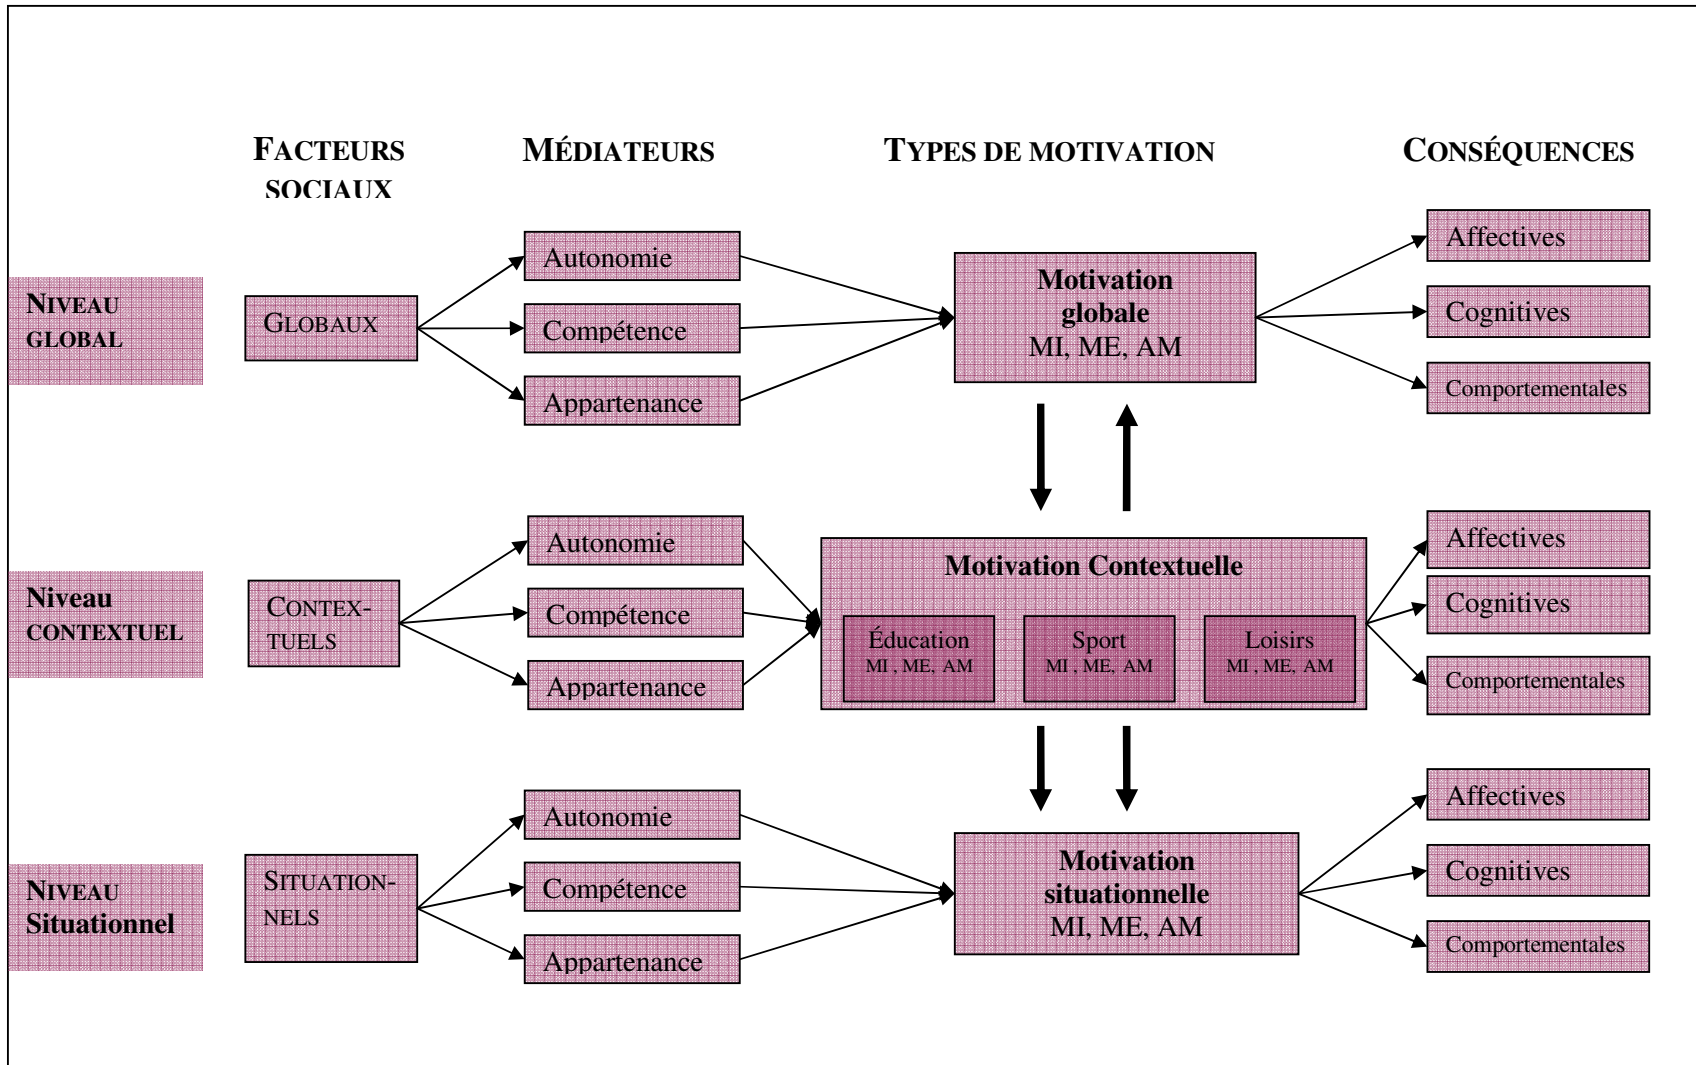 FACTEURS
SOCIAUX
MÉDIATEURS
TYPES DE MOTIVATION
CONSÉQUENCES
NIVEAU
GLOBAL
GLOBAUX
Autonomie
Compétence
Appartenance
Motivation
globale
MI, ME, AM
Affectives
Cognitives
Comportementales
Niveau
CONTEXTUEL
CONTEX-
TUELS
Autonomie
Compétence
Appartenance
Motivation Contextuelle
Éducation
MI , ME, AM
Sport
MI , ME, AM
Loisirs
MI , ME, AM
Affectives
Cognitives
Comportementales
NIVEAU
Situationnel
SITUATION-
NELS
Autonomie
Compétence
Appartenance
Motivation
situationnelle
MI, ME, AM
Affectives
Cognitives
Comportementales